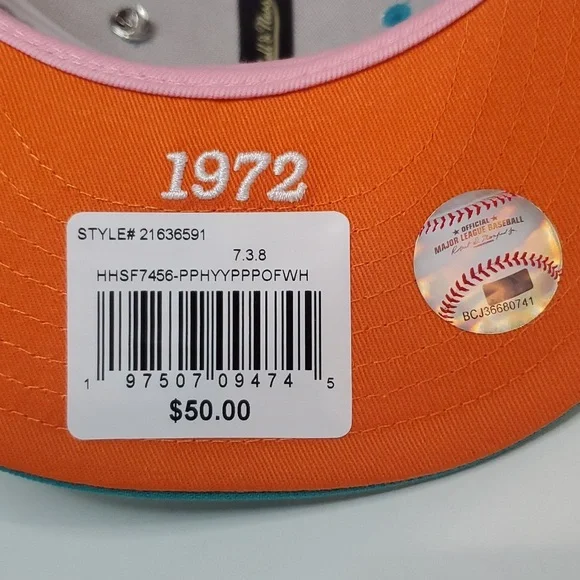 1972
STYLE# 21636591
7.3.8
HHSF7456-PPHYYPPPOFWH
1 97507 09474 5
$50.00
OFFICIAL
MAJOR LEAGUE BASEBALL
BCJ36680741